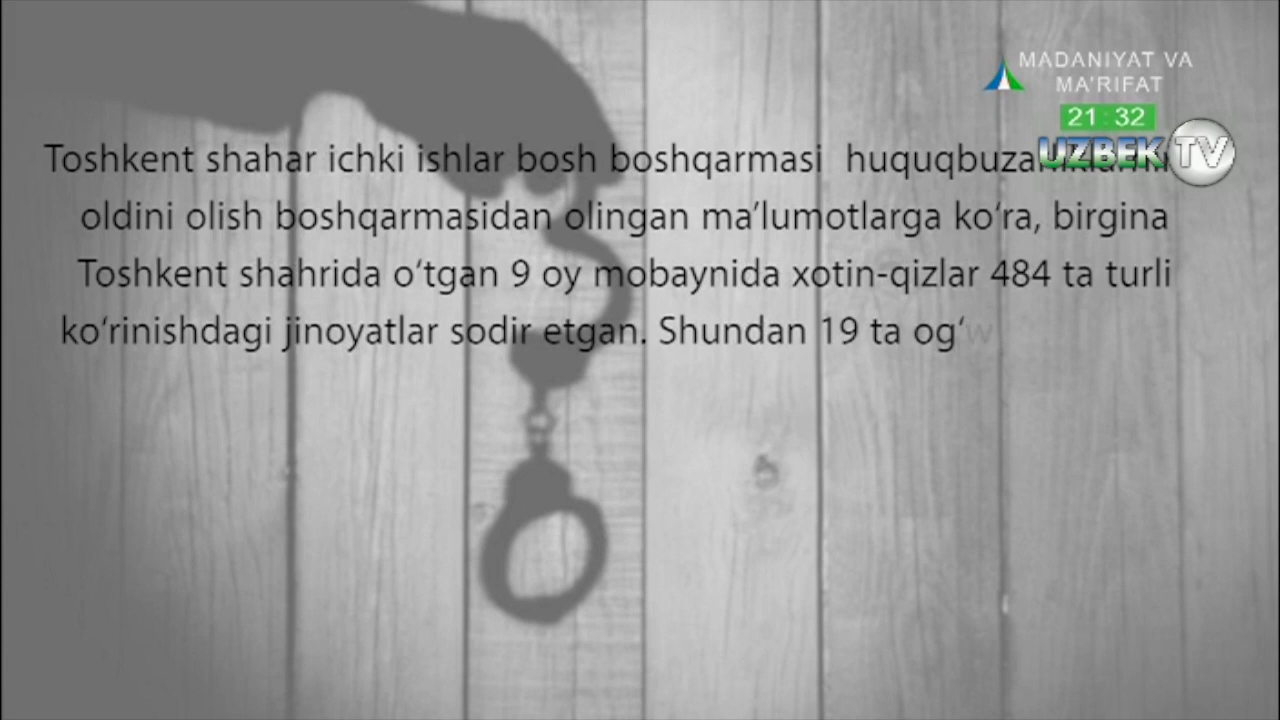 MADANIYAT VA
MA'RIFAT
21:32
UZBEK TV
Toshkent shahar ichki ishlar bosh boshqarmasi
oldini olish boshqarmasidan olingan ma’lumotlarga ko‘ra, birgina
Toshkent shahrida o‘tgan 9 oy mobaynida xotin-qizlar 484 ta turli
ko‘rinishdagi jinoyatlar sodir etgan. Shundan 19 ta og‘